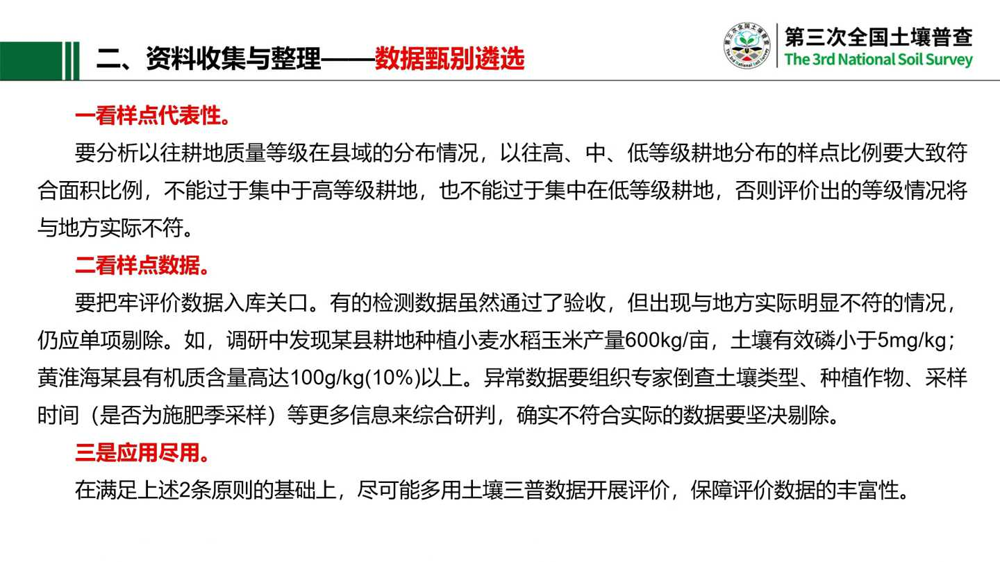 二、资料收集与整理——数据甄别遴选
第三次全国土壤普查
The 3rd National Soil Survey
第三次全国土壤普查
The 3rd National Soil Survey
一看样点代表性。
要分析以往耕地质量等级在县域的分布情况，以往高、中、低等级耕地分布的样点比例要大致符
合面积比例，不能过于集中于高等级耕地，也不能过于集中在低等级耕地，否则评价出的等级情况将
与地方实际不符。
二看样点数据。
要把牢评价数据入库关口。有的检测数据虽然通过了验收，但出现与地方实际明显不符的情况，
仍应单项剔除。如，调研中发现某县耕地种植小麦水稻玉米产量600kg/亩，土壤有效磷小于5mg/kg；
黄淮海某县有机质含量高达100g/kg(10%)以上。异常数据要组织专家倒查土壤类型、种植作物、采样
时间（是否为施肥季采样）等更多信息来综合研判，确实不符合实际的数据要坚决剔除。
三是应用尽用。
在满足上述2条原则的基础上，尽可能多用土壤三普数据开展评价，保障评价数据的丰富性。